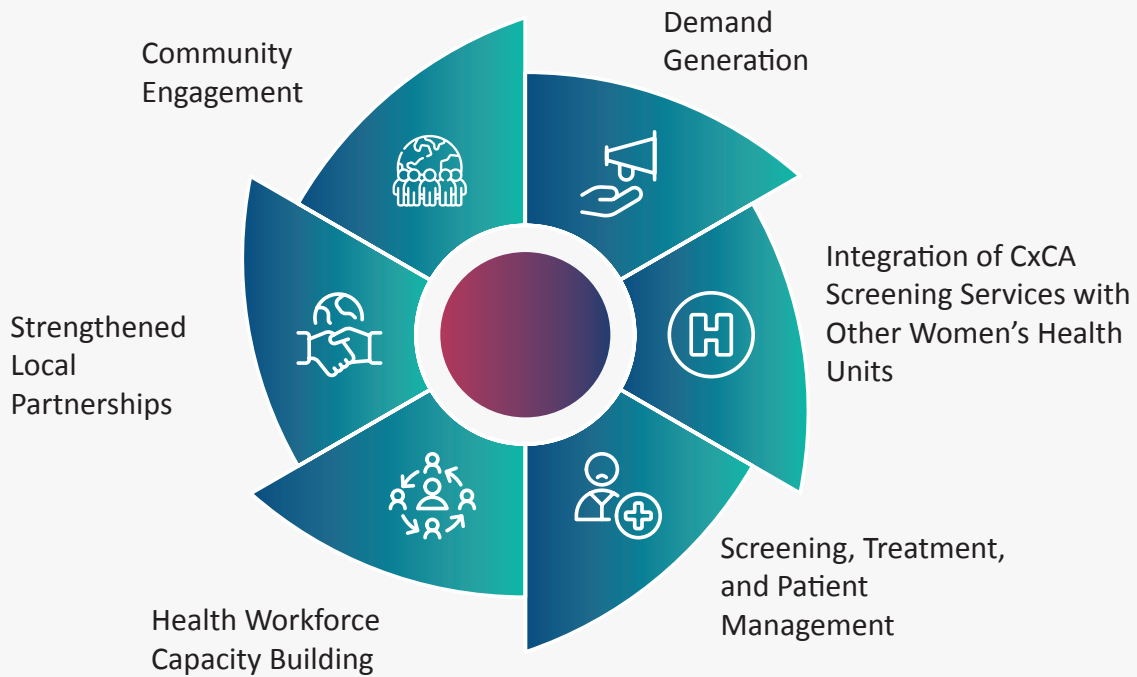 Community
Engagement
Demand
Generation
Integration of CxCA
Screening Services with
Other Women’s Health
Units
Screening, Treatment,
and Patient
Management
Health Workforce
Capacity Building
Strengthened
Local
Partnerships
H